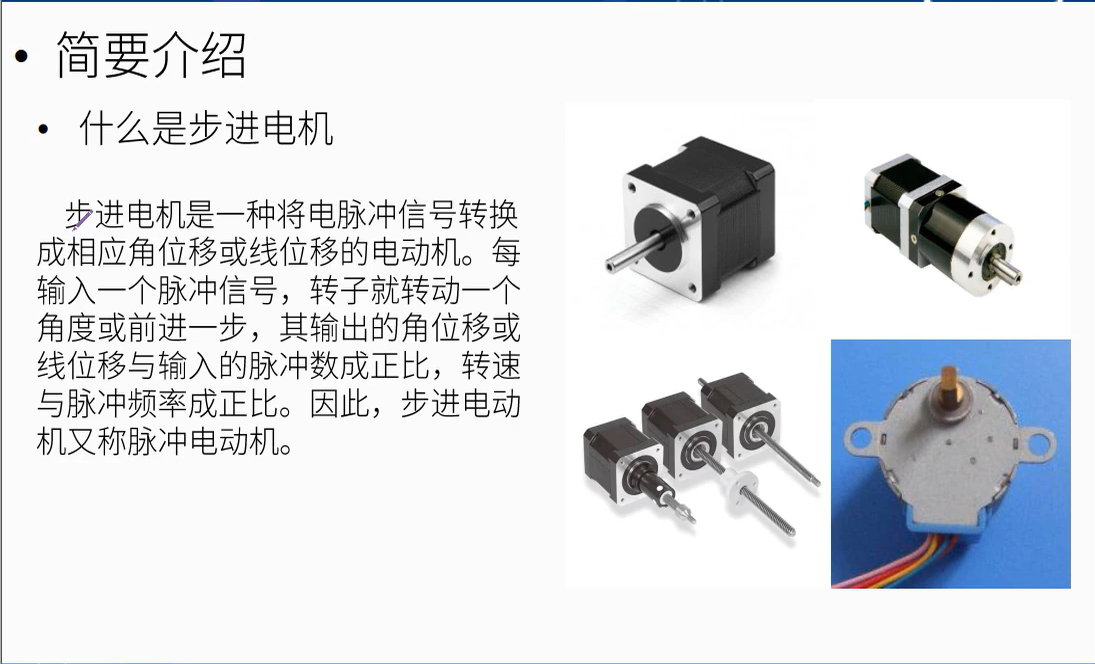 • 简要介绍
• 什么是步进电机
步进电机是一种将电脉冲信号转换
成相应角位移或线位移的电动机。每
输入一个脉冲信号，转子就转动一个
角度或前进一步，其输出的角位移或
线位移与输入的脉冲数成正比，转速
与脉冲频率成正比。因此，步进电动
机又称脉冲电动机。